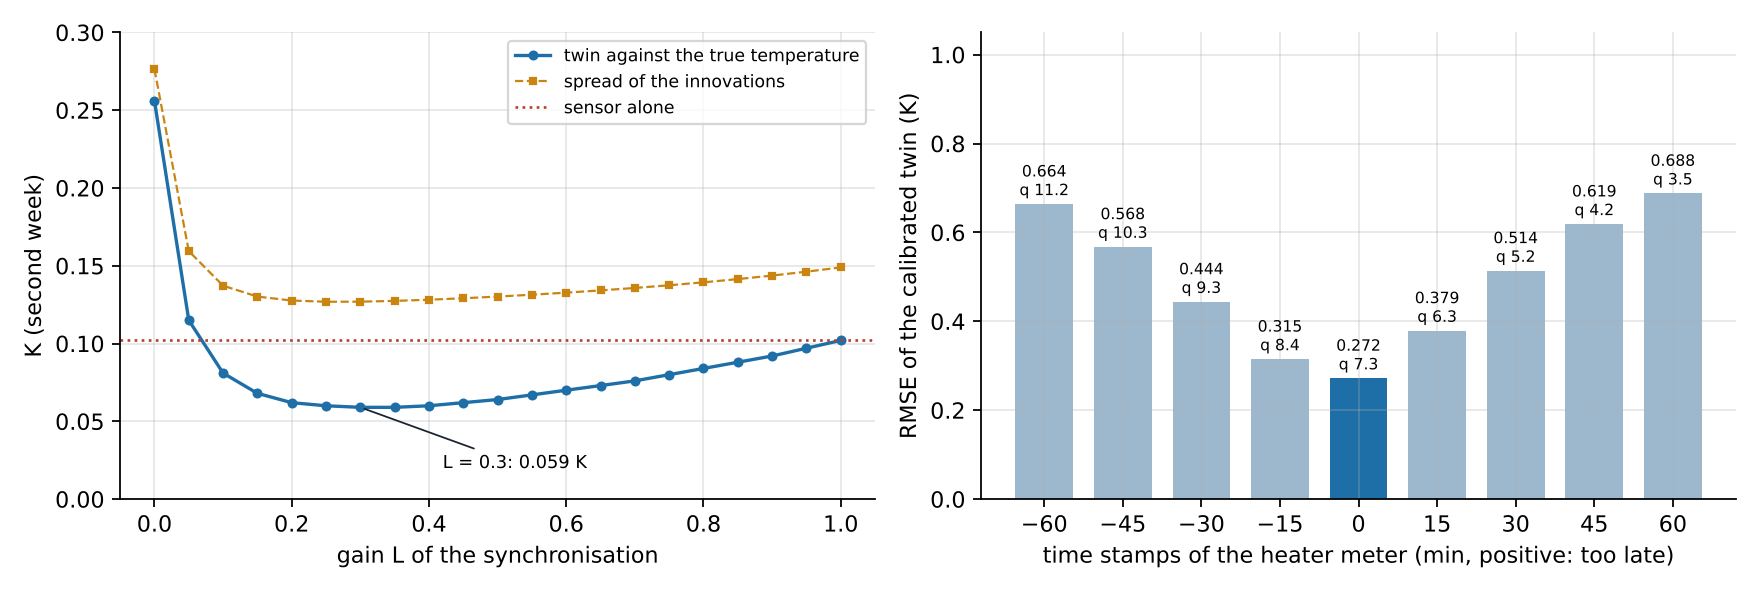 K (second week)
0.30
0.25
0.20
0.15
0.10
0.05
0.00
twin against the true temperature
spread of the innovations
sensor alone
L = 0.3: 0.059 K
0.0
0.2
0.4
0.6
0.8
1.0
gain L of the synchronisation
RMSE of the calibrated twin (K)
1.0
0.8
0.6
0.4
0.2
0.0
0.664
q 11.2
0.568
q 10.3
0.444
q 9.3
0.315
q 8.4
0.272
q 7.3
0.379
q 6.3
0.514
q 5.2
0.619
q 4.2
0.688
q 3.5
−60
−45
−30
−15
0
15
30
45
60
time stamps of the heater meter (min, positive: too late)